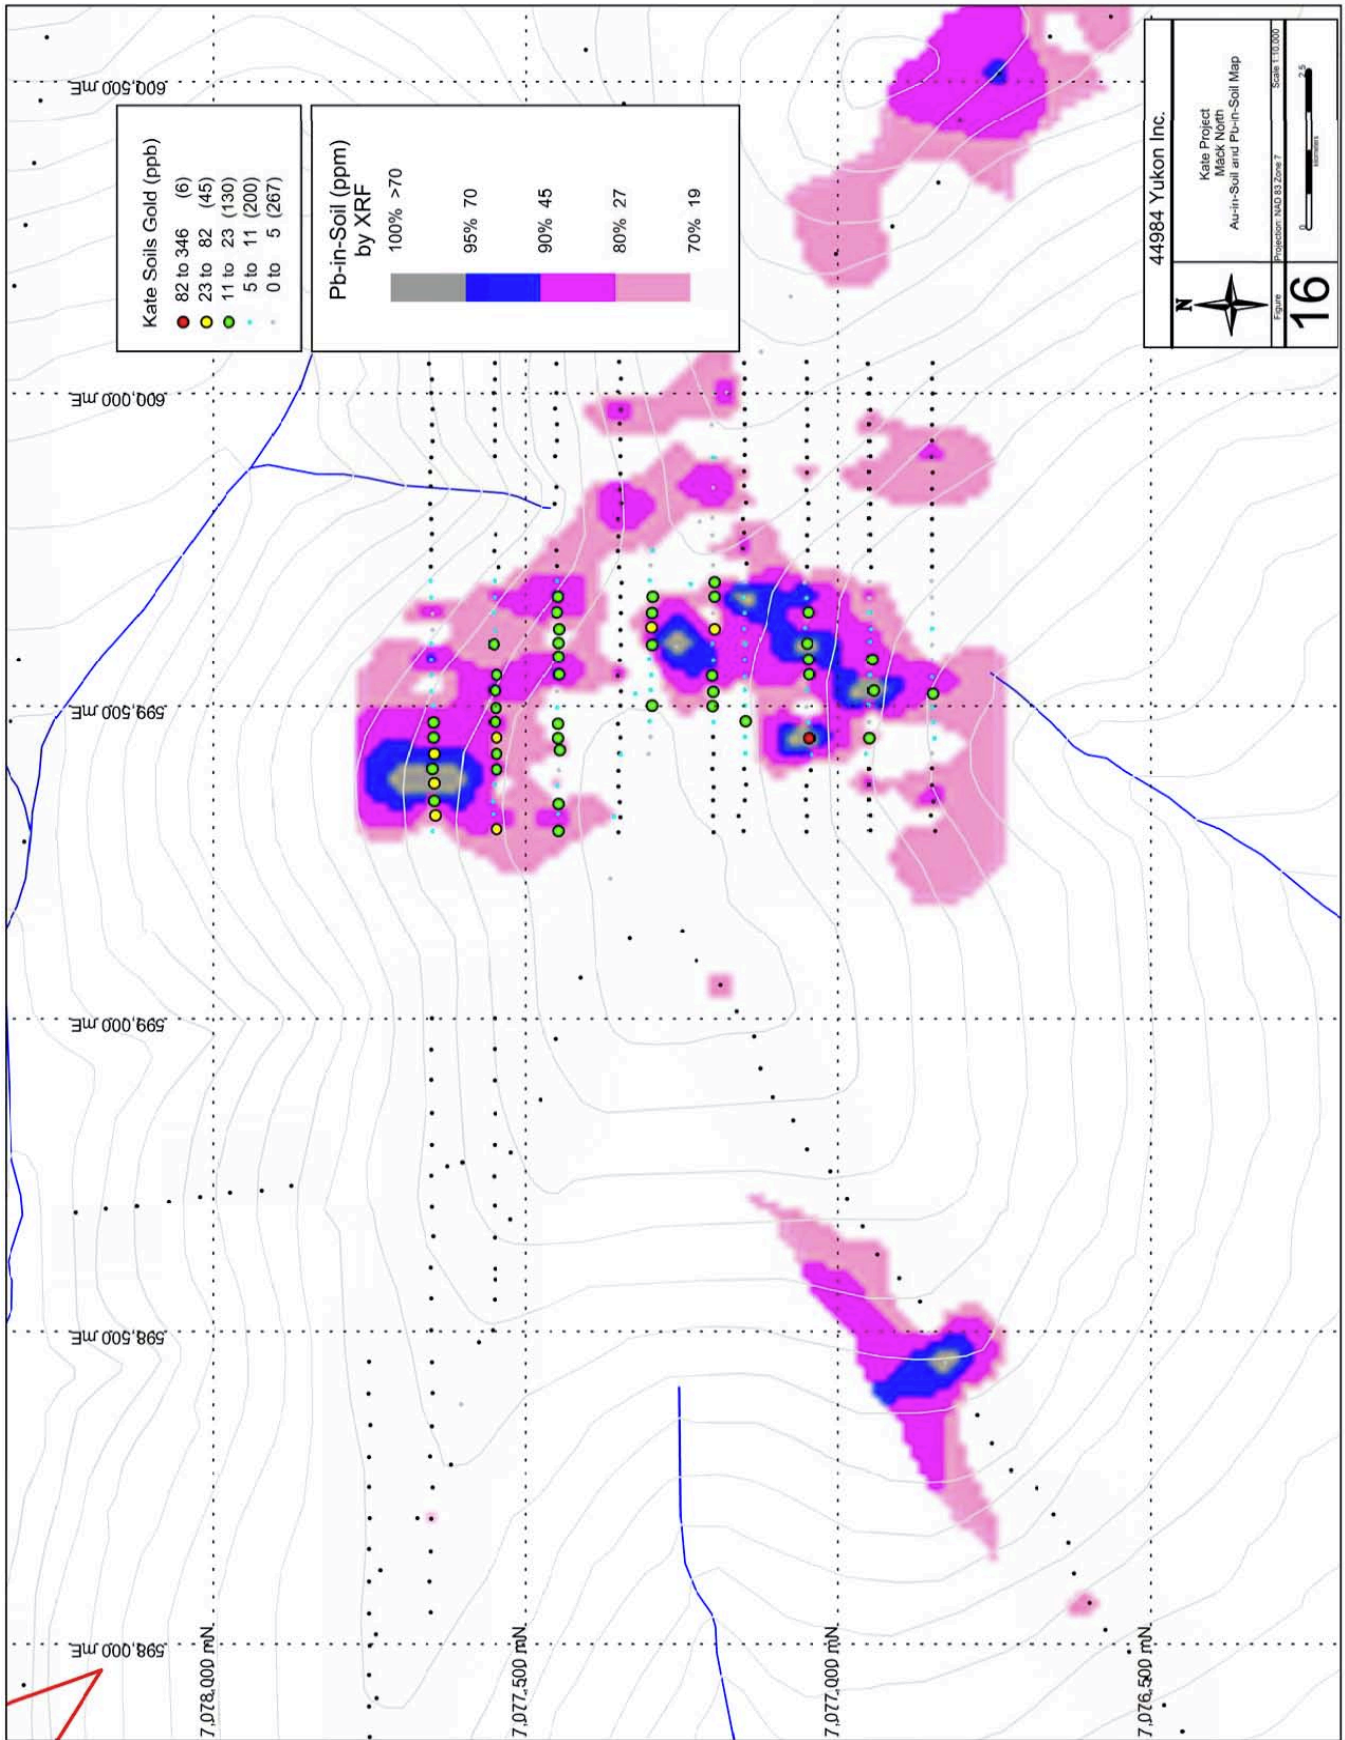 Kate Soils Gold (ppb)
82 to 346 (6)
23 to 82 (45)
11 to 23 (130)
5 to 11 (200)
0 to 5 (267)
Pb-in-Soil (ppm)
by XRF
100% >70
95% 70
90% 45
80% 27
70% 19
598,000 mE
598,500 mE
599,000 mE
599,500 mE
600,000 mE
600,500 mE
7,078,000 mN
7,077,500 mN
7,077,000 mN
7,076,500 mN
44984 Yukon Inc.
N
Kate Project
Mack North
Au-in-Soil and Pb-in-Soil Map
Figure
16
Projection: NAD 83 Zone 7
Scale 1:10,000
0 2.5
kilometers